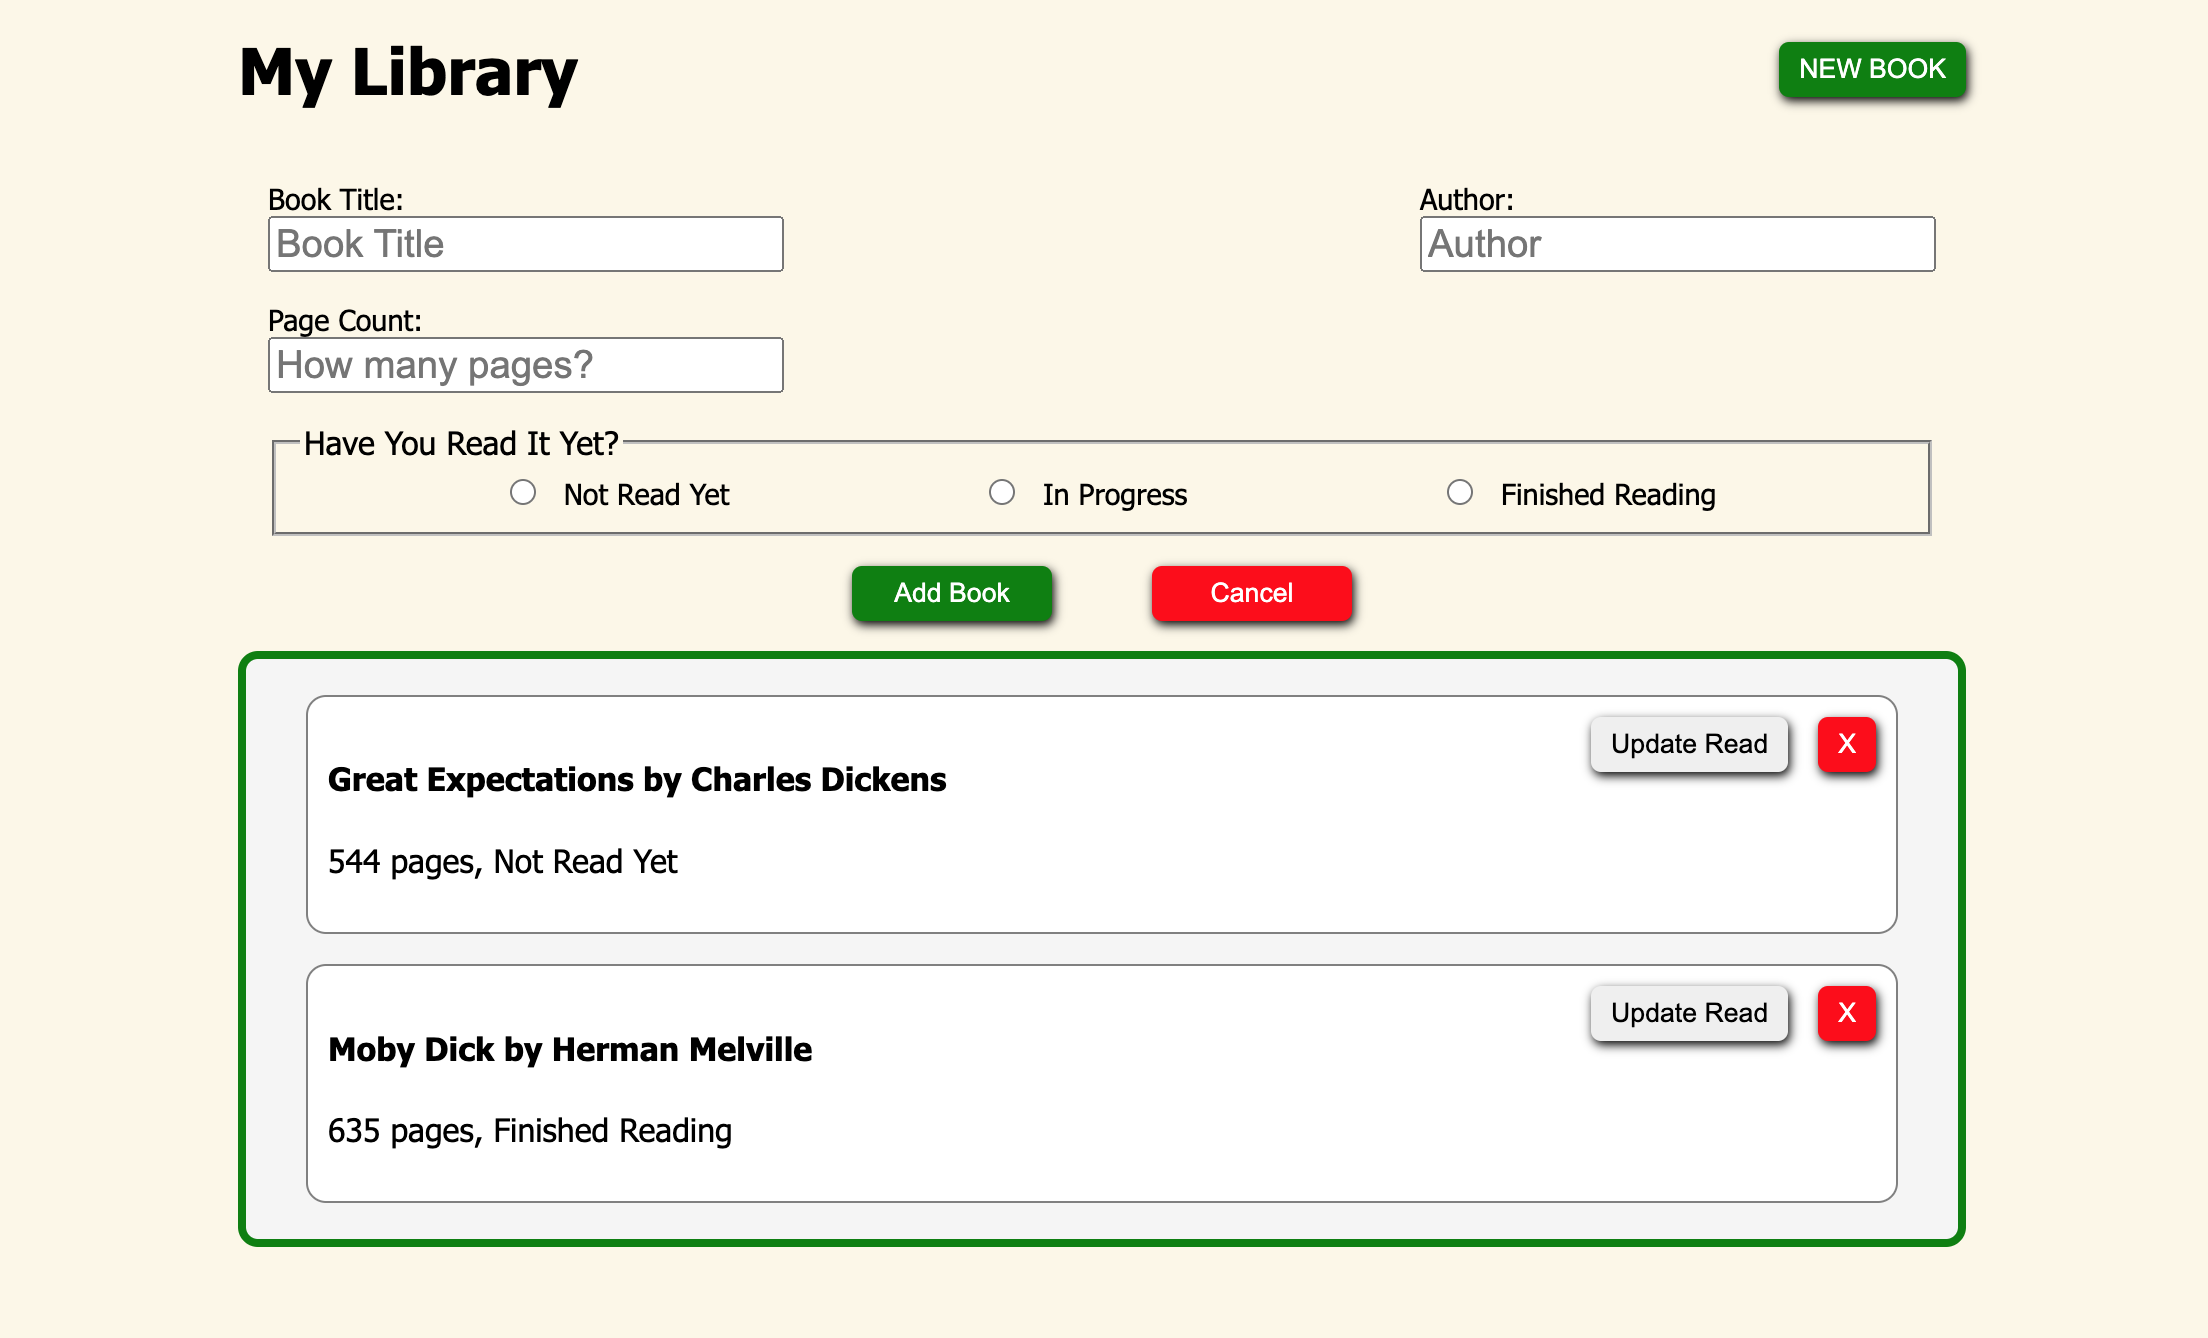 My Library
NEW BOOK
Book Title:
Author:
Book Title
Author
Page Count:
How many pages?
Have You Read It Yet?
Not Read Yet
In Progress
Finished Reading
Add Book
Cancel
Update Read
X
Great Expectations by Charles Dickens
544 pages, Not Read Yet
Update Read
X
Moby Dick by Herman Melville
635 pages, Finished Reading